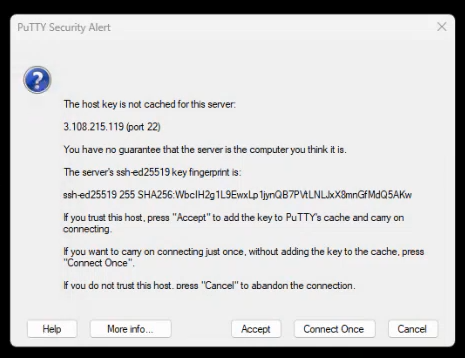 PuTTY Security Alert
The host key is not cached for this server:
3.108.215.119 (port 22)
You have no guarantee that the server is the computer you think it is.
The server's ssh-ed25519 key fingerprint is:
ssh-ed25519 255 SHA256:WbcIH2g1L9EwxLp1jynQB7PVtLNLJxX8mnGfMdQ5AKw
If you trust this host, press "Accept" to add the key to PuTTY's cache and carry on
connecting.
If you want to carry on connecting just once, without adding the key to the cache, press
"Connect Once".
If you do not trust this host, press "Cancel" to abandon the connection.
Help More info... Accept Connect Once Cancel